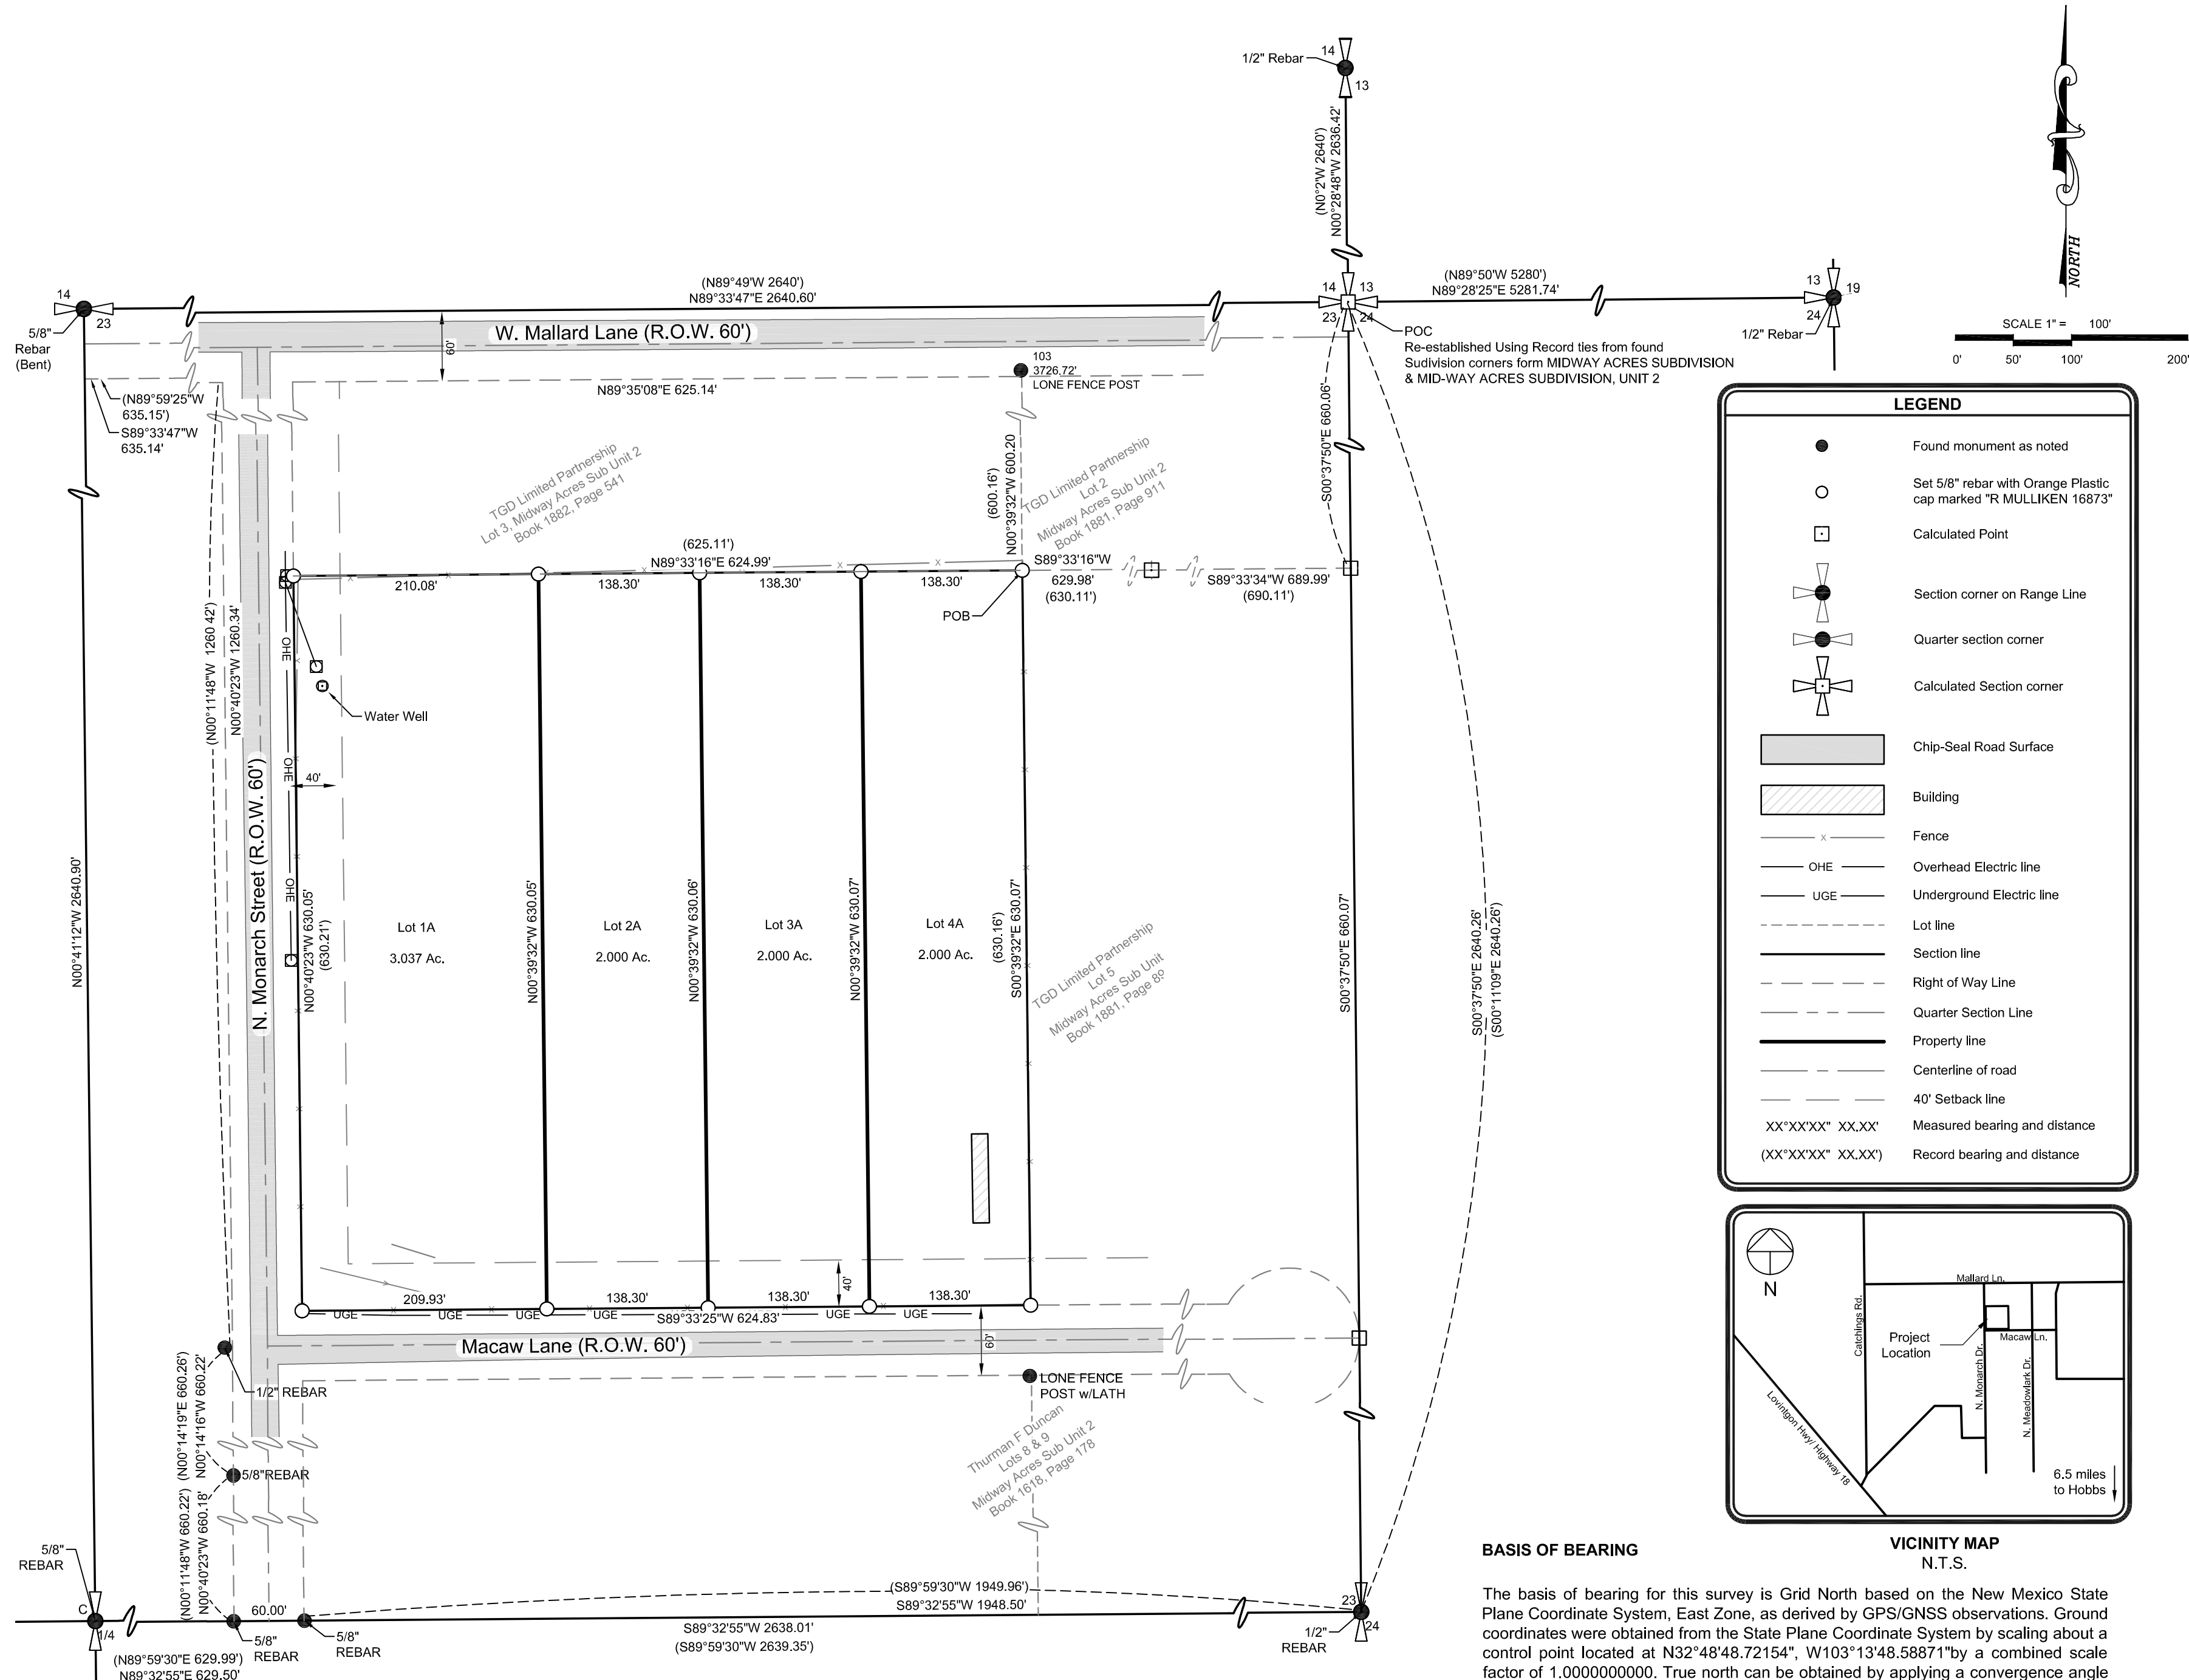 14
1/2" Rebar
13
(N0°2'W 2640')
N00°28'48"W 2636.42'
NORTH
(N89°49'W 2640')
N89°33'47"E 2640.60'
(N89°50'W 5280')
N89°28'25"E 5281.74'
14
23
5/8"
Rebar
(Bent)
14
13
23
24
13
19
24
1/2" Rebar
W. Mallard Lane (R.O.W. 60')
60'
POC
Re-established Using Record ties from found
Sudivision corners form MIDWAY ACRES SUBDIVISION
& MID-WAY ACRES SUBDIVISION, UNIT 2
SCALE 1" = 100'
0' 50' 100' 200'
103
3726.72'
LONE FENCE POST
N89°35'08"E 625.14'
(N89°59'25"W
635.15')
S89°33'47"W
635.14'
TGD Limited Partnership
Lot 3, Midway Acres Sub Unit 2
Book 1882, Page 541
(600.16')
N00°39'32"W 600.20
TGD Limited Partnership
Lot 2
Midway Acres Sub Unit 2
Book 1881, Page 911
S00°37'50"E 660.06'
(625.11')
N89°33'16"E 624.99'
210.08'
138.30'
138.30'
138.30'
S89°33'16"W
629.98'
(630.11')
S89°33'34"W 689.99'
(690.11')
POB
(N00°11'48"W 1260.42')
N00°40'23"W 1260.34'
OHE
OHE
OHE
Water Well
40'
N. Monarch Street (R.O.W. 60')
N00°41'12"W 2640.90'
N00°40'23"W 630.05'
(630.21')
Lot 1A
3.037 Ac.
N00°39'32"W 630.05'
Lot 2A
2.000 Ac.
N00°39'32"W 630.06'
Lot 3A
2.000 Ac.
N00°39'32"W 630.07'
Lot 4A
2.000 Ac.
(630.16')
S00°39'32"E 630.07'
TGD Limited Partnership
Lot 5
Midway Acres Sub Unit
Book 1881, Page
S00°37'50"E 660.07'
S00°37'50"E 2640.26'
(S00°11'09"E 2640.26')
40'
209.93'
138.30'
138.30'
138.30'
UGE UGE UGE UGE UGE UGE
S89°33'25"W 624.83'
Macaw Lane (R.O.W. 60')
60'
1/2" REBAR
LONE FENCE
POST w/LATH
(N00°14'19"E 660.26')
N00°14'16"W 660.22'
5/8"REBAR
Thurman F Duncan
Lots 8 & 9
Midway Acres Sub Unit 2
Book 1618, Page 178
(N00°11'48"W 660.22')
N00°40'23"W 660.18'
5/8"
REBAR
C
1/4
60.00'
5/8"
REBAR
5/8"
REBAR
(N89°59'30"E 629.99')
N89°32'55"E 629.50'
(S89°59'30"W 1949.96')
S89°32'55"W 1948.50'
S89°32'55"W 2638.01'
(S89°59'30"W 2639.35')
23
24
1/2"
REBAR
LEGEND
Found monument as noted
Set 5/8" rebar with Orange Plastic
cap marked "R MULLIKEN 16873"
Calculated Point
Section corner on Range Line
Quarter section corner
Calculated Section corner
Chip-Seal Road Surface
Building
x Fence
OHE Overhead Electric line
UGE Underground Electric line
Lot line
Section line
Right of Way Line
Quarter Section Line
Property line
Centerline of road
40' Setback line
XX°XX'XX" XX.XX' Measured bearing and distance
(XX°XX'XX" XX.XX') Record bearing and distance
N
Mallard Ln.
Catchings Rd.
Project
Location
Macaw Ln.
N. Monarch Dr.
N. Meadowlark Dr.
Lovintgon Hwy/ Highway 18
6.5 miles
to Hobbs
VICINITY MAP
N.T.S.
BASIS OF BEARING
The basis of bearing for this survey is Grid North based on the New Mexico State
Plane Coordinate System, East Zone, as derived by GPS/GNSS observations. Ground
coordinates were obtained from the State Plane Coordinate System by scaling about a
control point located at N32°48'48.72154", W103°13'48.58871"by a combined scale
factor of 1.0000000000. True north can be obtained by applying a convergence angle